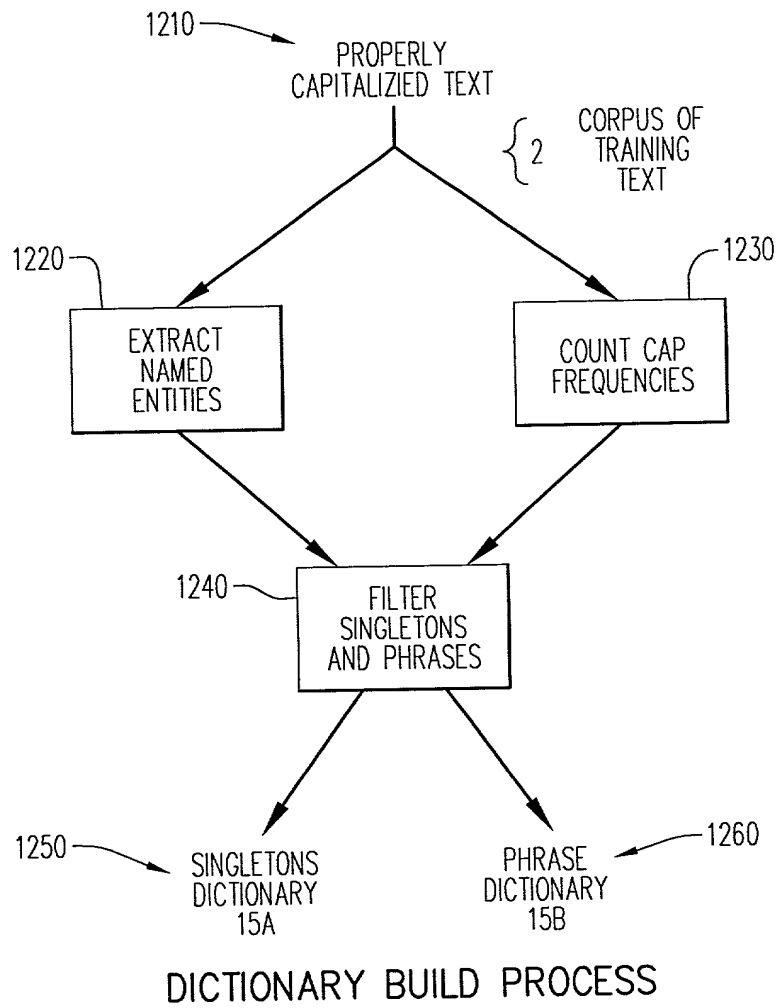 1210
PROPERLY
CAPITALIZIED TEXT
{ 2
CORPUS OF
TRAINING
TEXT
1220
EXTRACT
NAMED
ENTITIES
1230
COUNT CAP
FREQUENCIES
1240
FILTER
SINGLETONS
AND PHRASES
1250
SINGLETONS
DICTIONARY
15A
PHRASE
DICTIONARY
15B
1260
DICTIONARY BUILD PROCESS